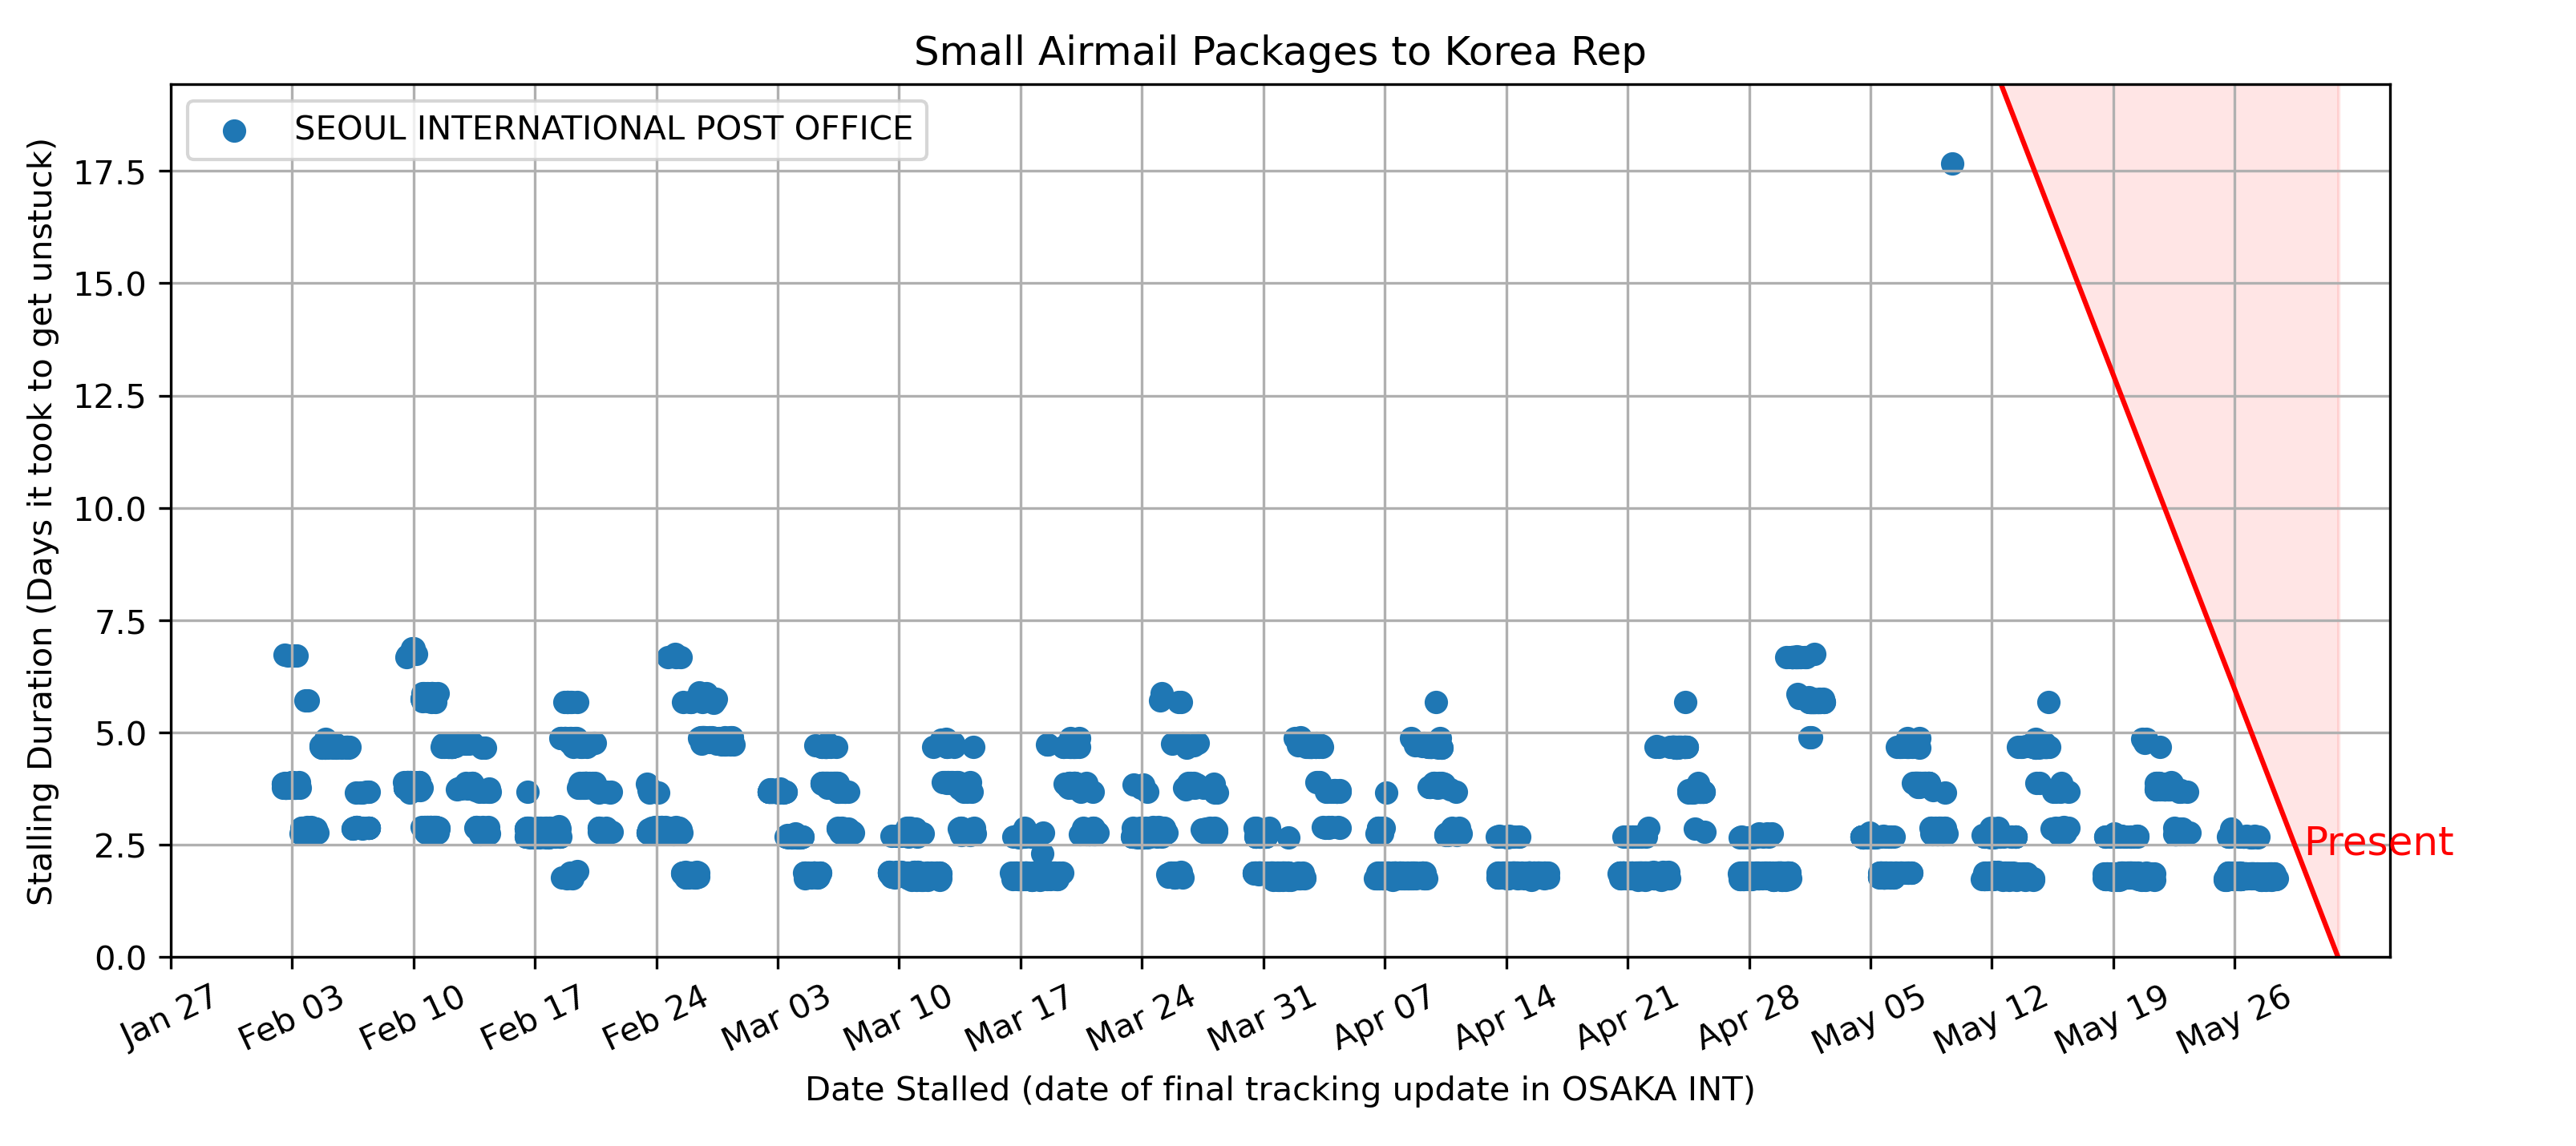 Small Airmail Packages to Korea Rep
SEOUL INTERNATIONAL POST OFFICE
Stalling Duration (Days it took to get unstuck)
17.5
15.0
12.5
10.0
7.5
5.0
2.5
0.0
Present
Jan 27
Feb 03
Feb 10
Feb 17
Feb 24
Mar 03
Mar 10
Mar 17
Mar 24
Mar 31
Apr 07
Apr 14
Apr 21
Apr 28
May 05
May 12
May 19
May 26
Date Stalled (date of final tracking update in OSAKA INT)